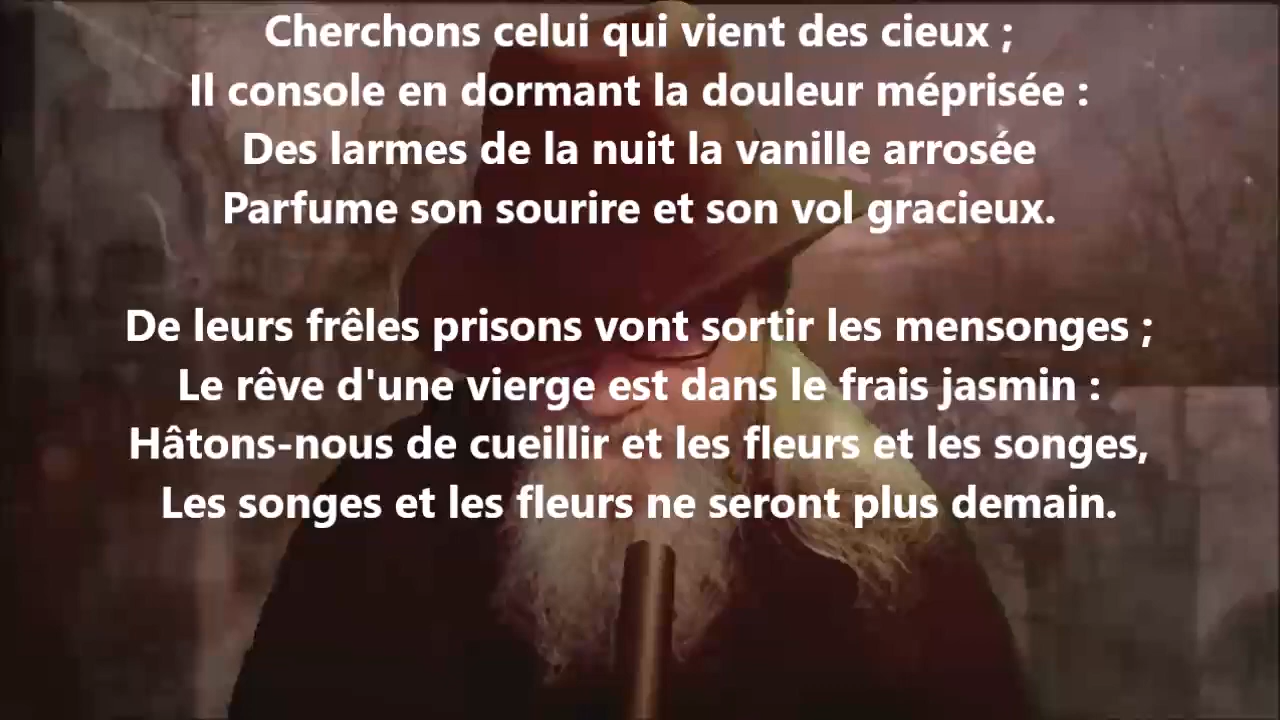 Cherchons celui qui vient des cieux ;
Il console en dormant la douleur méprisée :
Des larmes de la nuit la vanille arrosée
Parfume son sourire et son vol gracieux.
De leurs frêles prisons vont sortir les mensonges ;
Le rêve d'une vierge est dans le frais jasmin :
Hâtons-nous de cueillir et les fleurs et les songes,
Les songes et les fleurs ne seront plus demain.